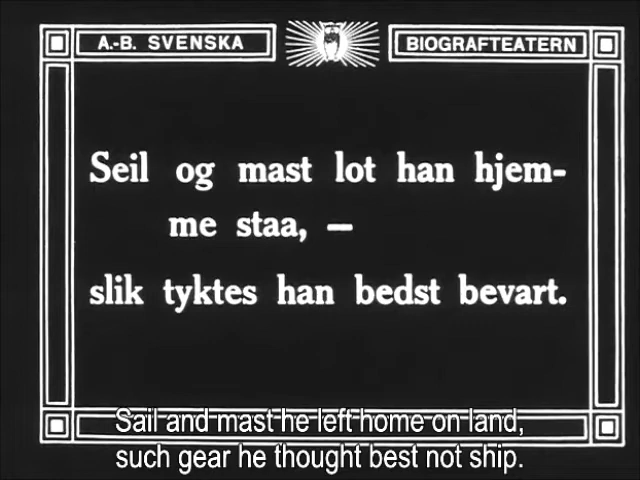 A.-B. SVENSKA BIOGRAFTEATERN
Seil og mast lot han hjem-
me staa, —
slik tyktes han bedst bevart.
Sail and mast he left home on land,
such gear he thought best not ship.